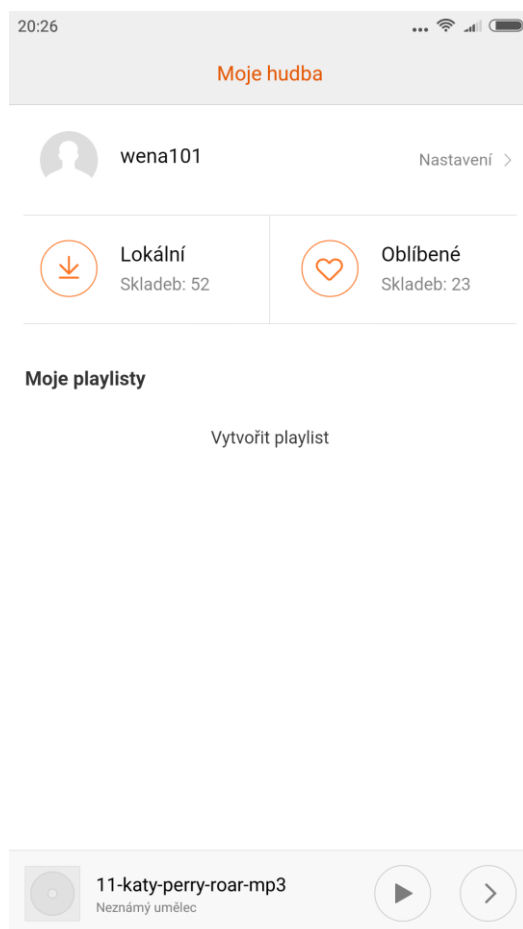 20:26
Moje hudba
wena101
Nastavení
Lokální
Skladeb: 52
Oblíbené
Skladeb: 23
Moje playlisty
Vytvořit playlist
11-katy-perry-roar-mp3
Neznámý umělec